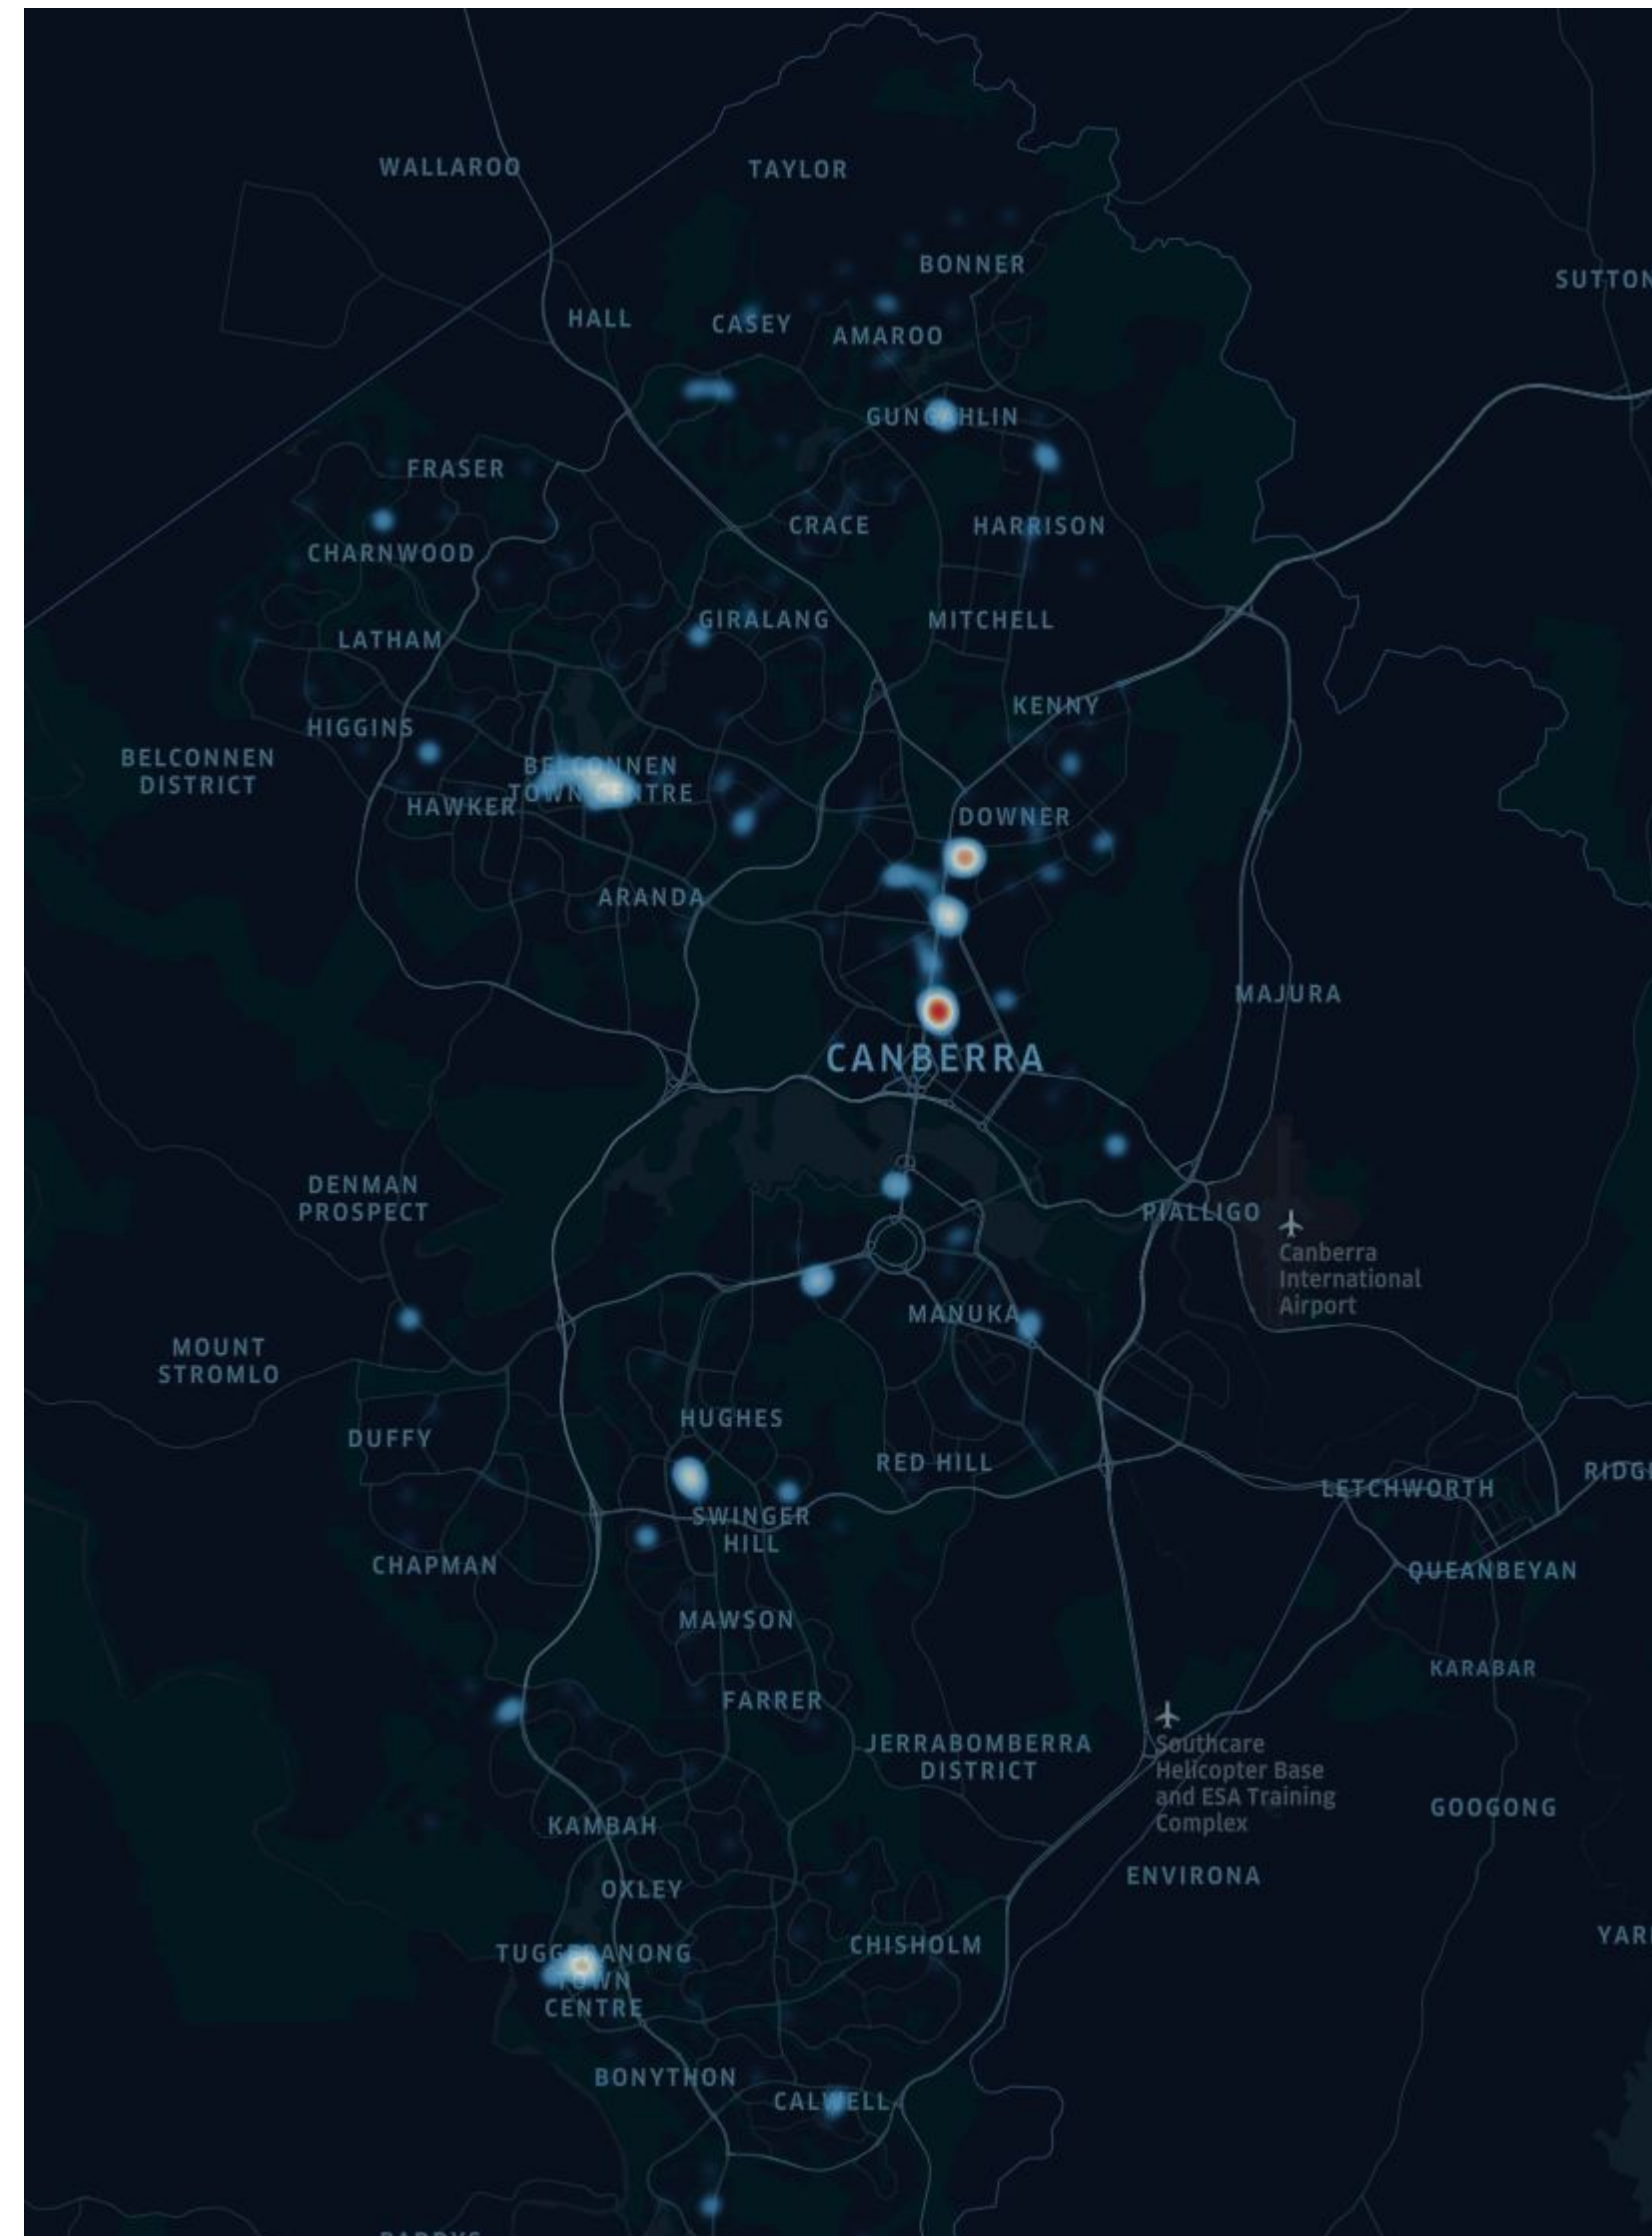 WALLAROO
TAYLOR
BONNER
SUTTON
HALL
CASEY
AMAROO
GUNGAHLIN
FRASER
CRACE
HARRISON
CHARNWOOD
GIRALANG
MITCHELL
LATHAM
KENNY
HIGGINS
BELCONNEN
DISTRICT
BELCONNEN
TOWN CENTRE
HAWKER
DOWNER
ARANDA
MAJURA
CANBERRA
DENMAN
PROSPECT
PIALLIGO
Canberra
International
Airport
MANUKA
MOUNT
STROMLO
HUGHES
DUFFY
RED HILL
RIDG
LETCHWORTH
SWINGER
HILL
CHAPMAN
QUEANBEYAN
MAWSON
KARABAR
FARRER
JERRABOMBERRA
DISTRICT
Southcare
Helicopter Base
and ESA Training
Complex
GOOGONG
KAMBAH
ENVIRONA
OXLEY
YAR
CHISHOLM
TUGGERANONG
TOWN
CENTRE
BONYTHON
CALWELL